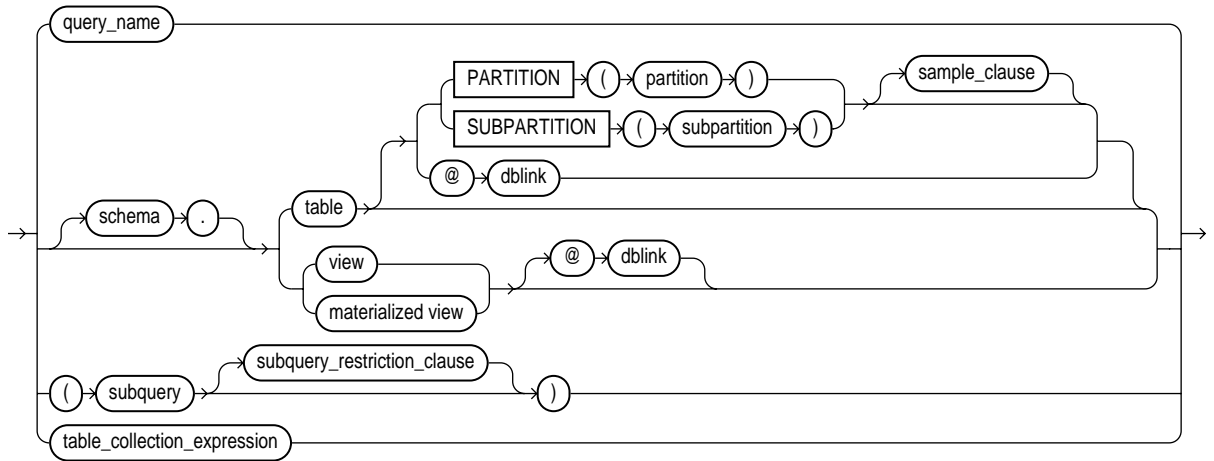 query_name
PARTITION ( partition ) sample_clause
SUBPARTITION ( subpartition )
@ dblink
schema . table
view @ dblink
materialized view
( subquery subquery_restriction_clause )
table_collection_expression